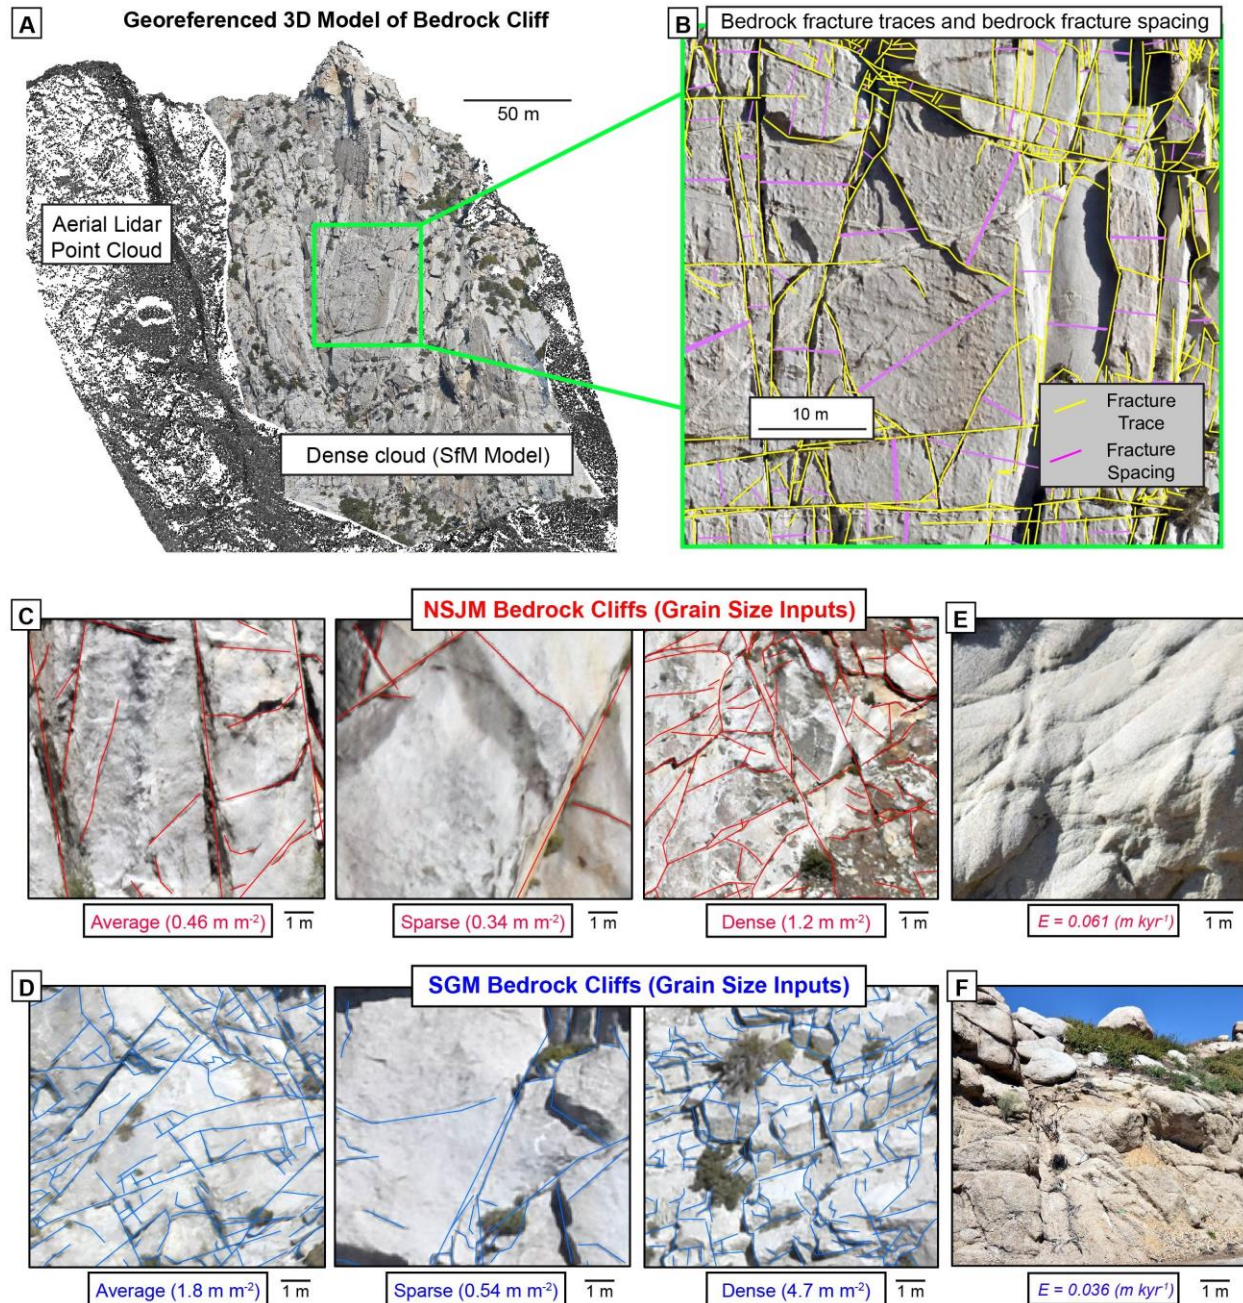 A
Georeferenced 3D Model of Bedrock Cliff
50 m
Aerial Lidar
Point Cloud
Dense cloud (SfM Model)
B
Bedrock fracture traces and bedrock fracture spacing
10 m
Fracture
Trace
Fracture
Spacing
C
NSJM Bedrock Cliffs (Grain Size Inputs)
Average (0.46 m m⁻²)
1 m
Sparse (0.34 m m⁻²)
1 m
Dense (1.2 m m⁻²)
1 m
E
E = 0.061 (m kyr⁻¹)
1 m
D
SGM Bedrock Cliffs (Grain Size Inputs)
Average (1.8 m m⁻²)
1 m
Sparse (0.54 m m⁻²)
1 m
Dense (4.7 m m⁻²)
1 m
F
E = 0.036 (m kyr⁻¹)
1 m